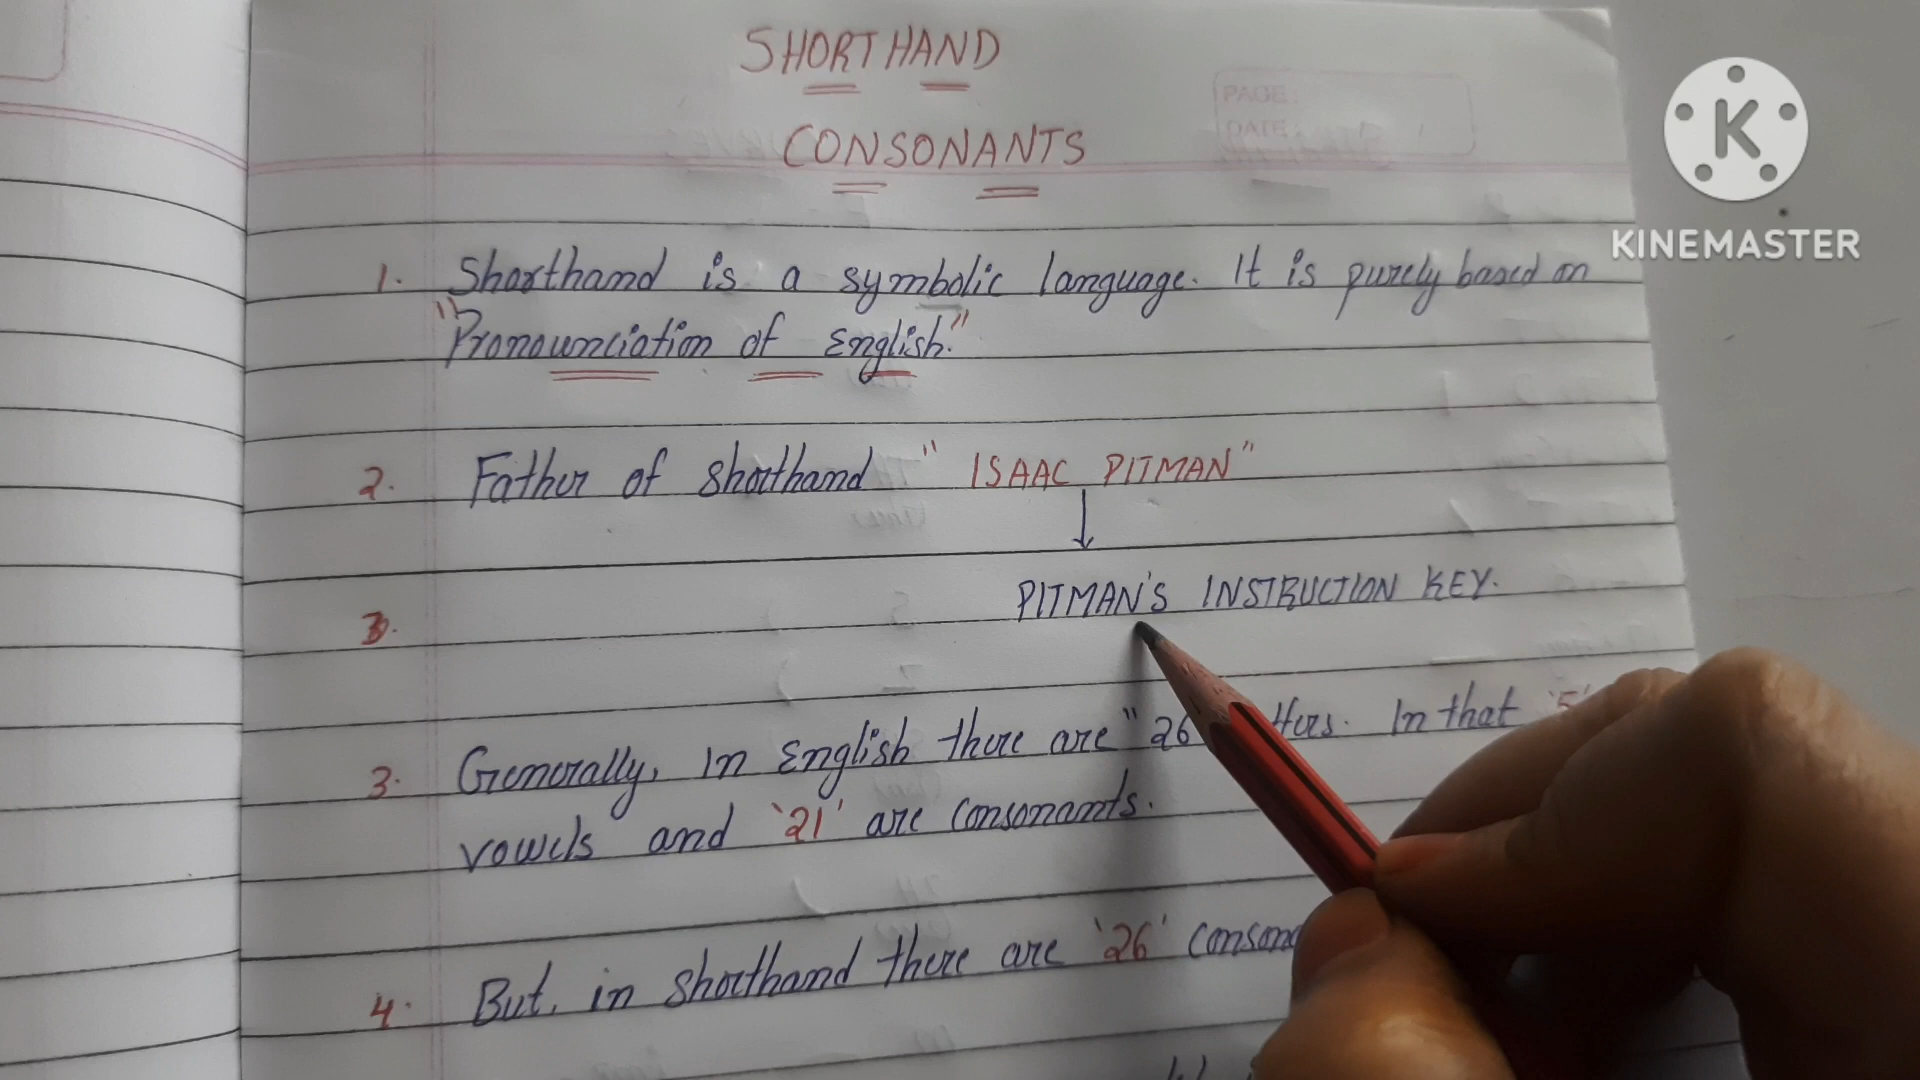 SHORTHAND
CONSONANTS
PAGE:
DATE:
1. Shorthand is a symbolic language. It is purely based on
"Pronounciation of English."
2. Father of shorthand " ISAAC PITMAN"
PITMAN'S INSTRUCTION KEY.
3.
3. Generally, in English there are "26 In that '5'
vowels and '21' are consonants.
4. But, in shorthand there are '26'
K
KINEMASTER